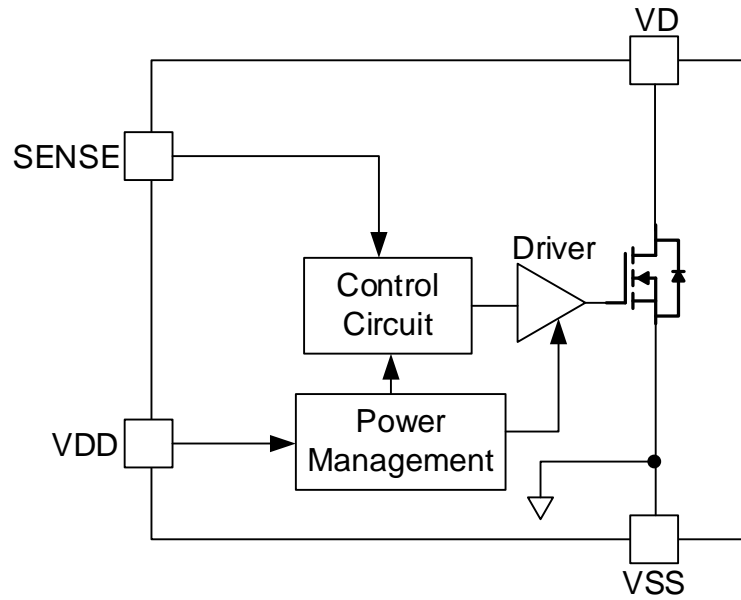 VD
SENSE
Driver
Control
Circuit
Power
Management
VDD
VSS